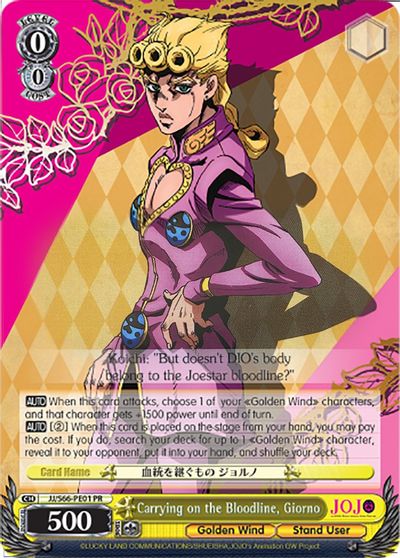 LEVEL
0
0
COST
Koichi: "But doesn't DIO's body
belong to the Joestar bloodline?"
AUTO When this card attacks, choose 1 of your «Golden Wind» characters,
and that character gets +1500 power until end of turn.
AUTO [②] When this card is placed on the stage from your hand, you may pay
the cost. If you do, search your deck for up to 1 «Golden Wind» character,
reveal it to your opponent, put it into your hand, and shuffle your deck.
Card Name 血統を継ぐもの ジョルノ
CH JJ/S66-PE01 PR
500
Carrying on the Bloodline, Giorno
JOJO
Golden Wind Stand User
©LUCKY LAND COMMUNICATIONS/SHUEISHA,JOJO's Animation GW Project